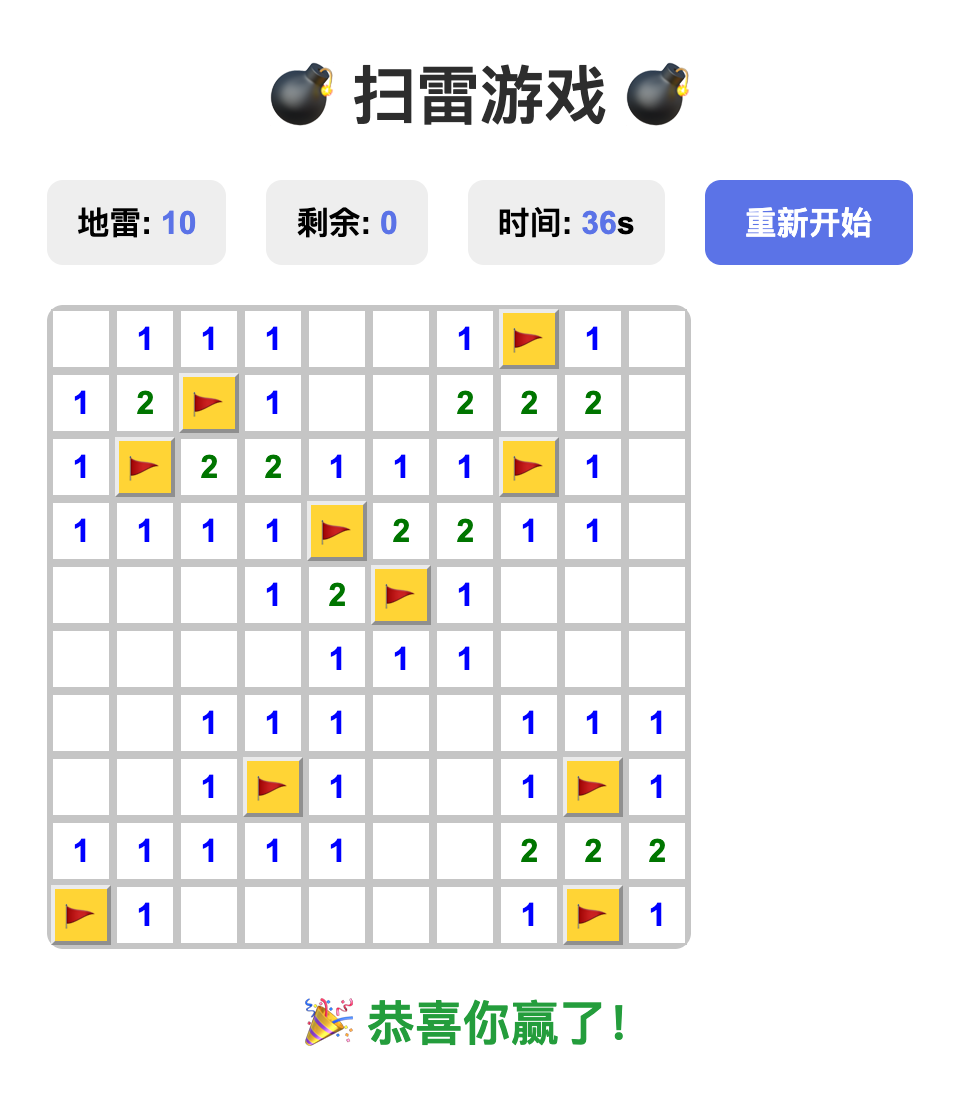 💣 扫雷游戏 💣
地雷: 10 剩余: 0 时间: 36s 重新开始
1 1 1 1 🚩 1
1 2 🚩 1 2 2 2
1 🚩 2 2 1 1 1 🚩 1
1 1 1 1 🚩 2 2 1 1
1 2 🚩 1
1 1 1
1 1 1 1 1 1
1 🚩 1 1 🚩 1
1 1 1 1 1 2 2 2
🚩 1 1 🚩 1
🎉 恭喜你赢了!